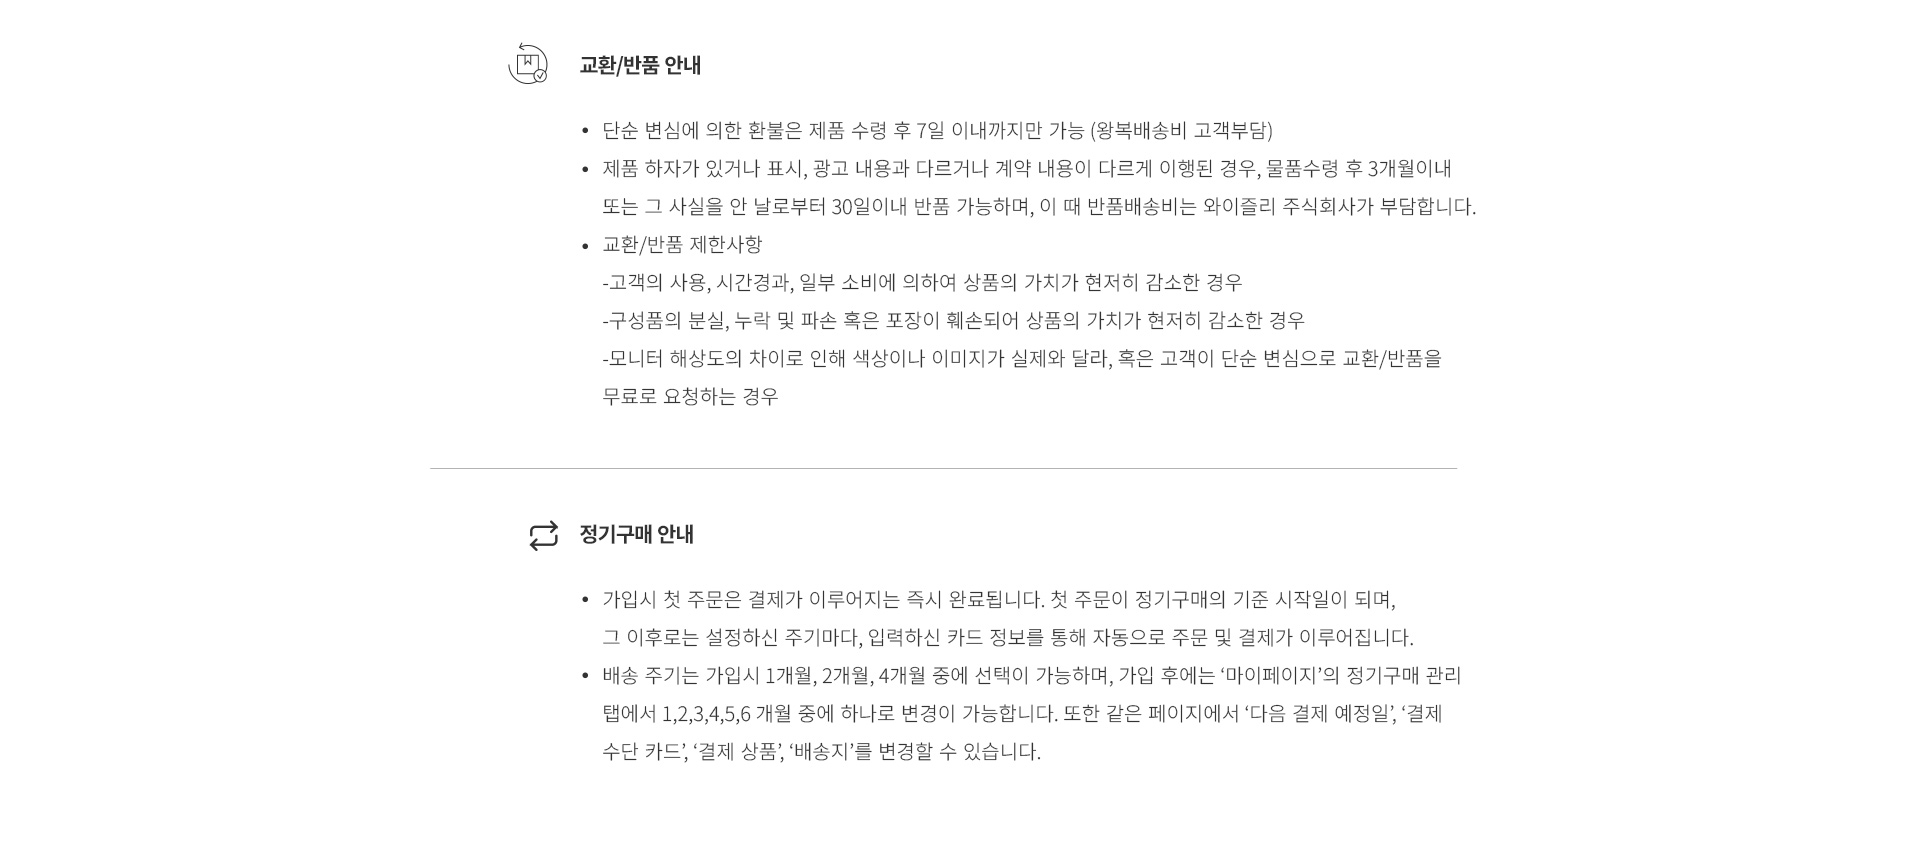 교환/반품 안내
• 단순 변심에 의한 환불은 제품 수령 후 7일 이내까지만 가능 (왕복배송비 고객부담)
• 제품 하자가 있거나 표시, 광고 내용과 다르거나 계약 내용이 다르게 이행된 경우, 물품수령 후 3개월이내
또는 그 사실을 안 날로부터 30일이내 반품 가능하며, 이 때 반품배송비는 와이즐리 주식회사가 부담합니다.
• 교환/반품 제한사항
-고객의 사용, 시간경과, 일부 소비에 의하여 상품의 가치가 현저히 감소한 경우
-구성품의 분실, 누락 및 파손 혹은 포장이 훼손되어 상품의 가치가 현저히 감소한 경우
-모니터 해상도의 차이로 인해 색상이나 이미지가 실제와 달라, 혹은 고객이 단순 변심으로 교환/반품을
무료로 요청하는 경우
정기구매 안내
• 가입시 첫 주문은 결제가 이루어지는 즉시 완료됩니다. 첫 주문이 정기구매의 기준 시작일이 되며,
그 이후로는 설정하신 주기마다, 입력하신 카드 정보를 통해 자동으로 주문 및 결제가 이루어집니다.
• 배송 주기는 가입시 1개월, 2개월, 4개월 중에 선택이 가능하며, 가입 후에는 ‘마이페이지’의 정기구매 관리
탭에서 1,2,3,4,5,6 개월 중에 하나로 변경이 가능합니다. 또한 같은 페이지에서 ‘다음 결제 예정일’, ‘결제
수단 카드’, ‘결제 상품’, ‘배송지’를 변경할 수 있습니다.